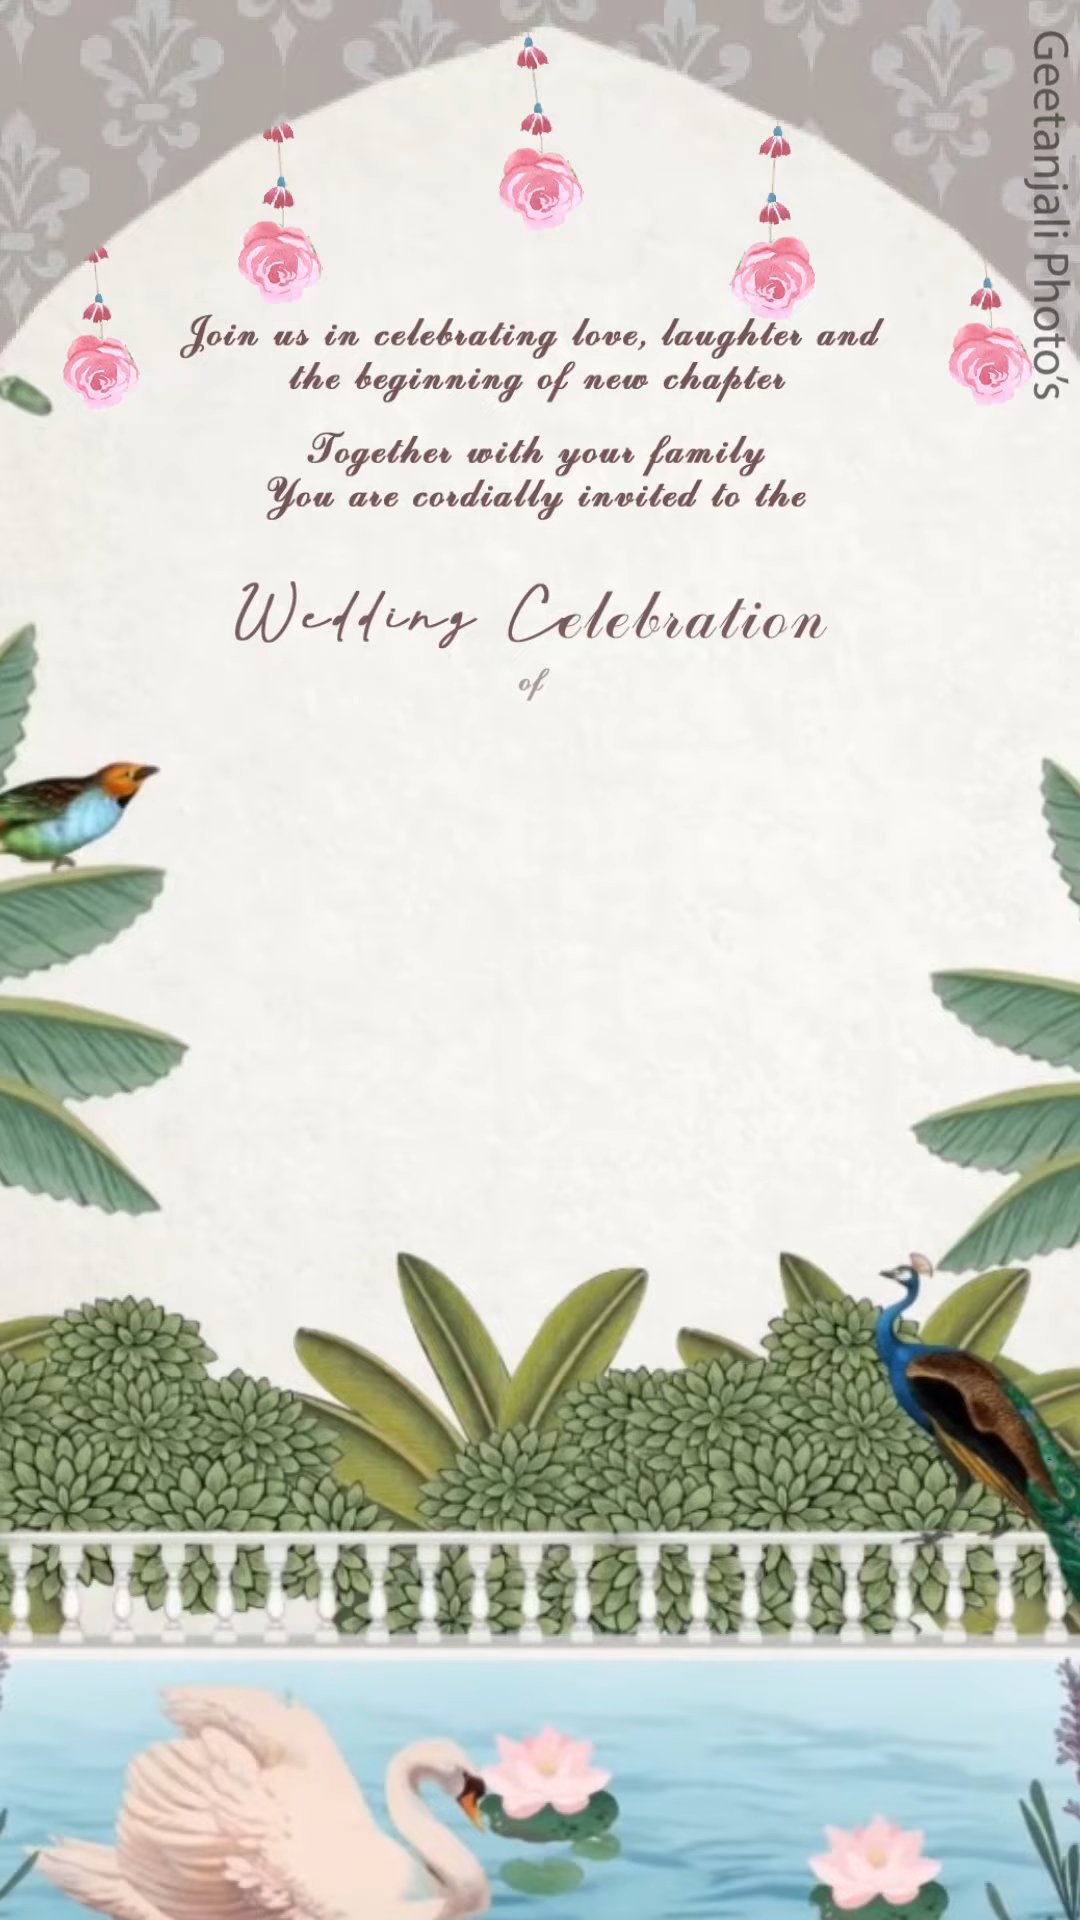 Geetanjali Photo's
Join us in celebrating love, laughter and
the beginning of new chapter
Together with your family
You are cordially invited to the
Wedding Celebration
of